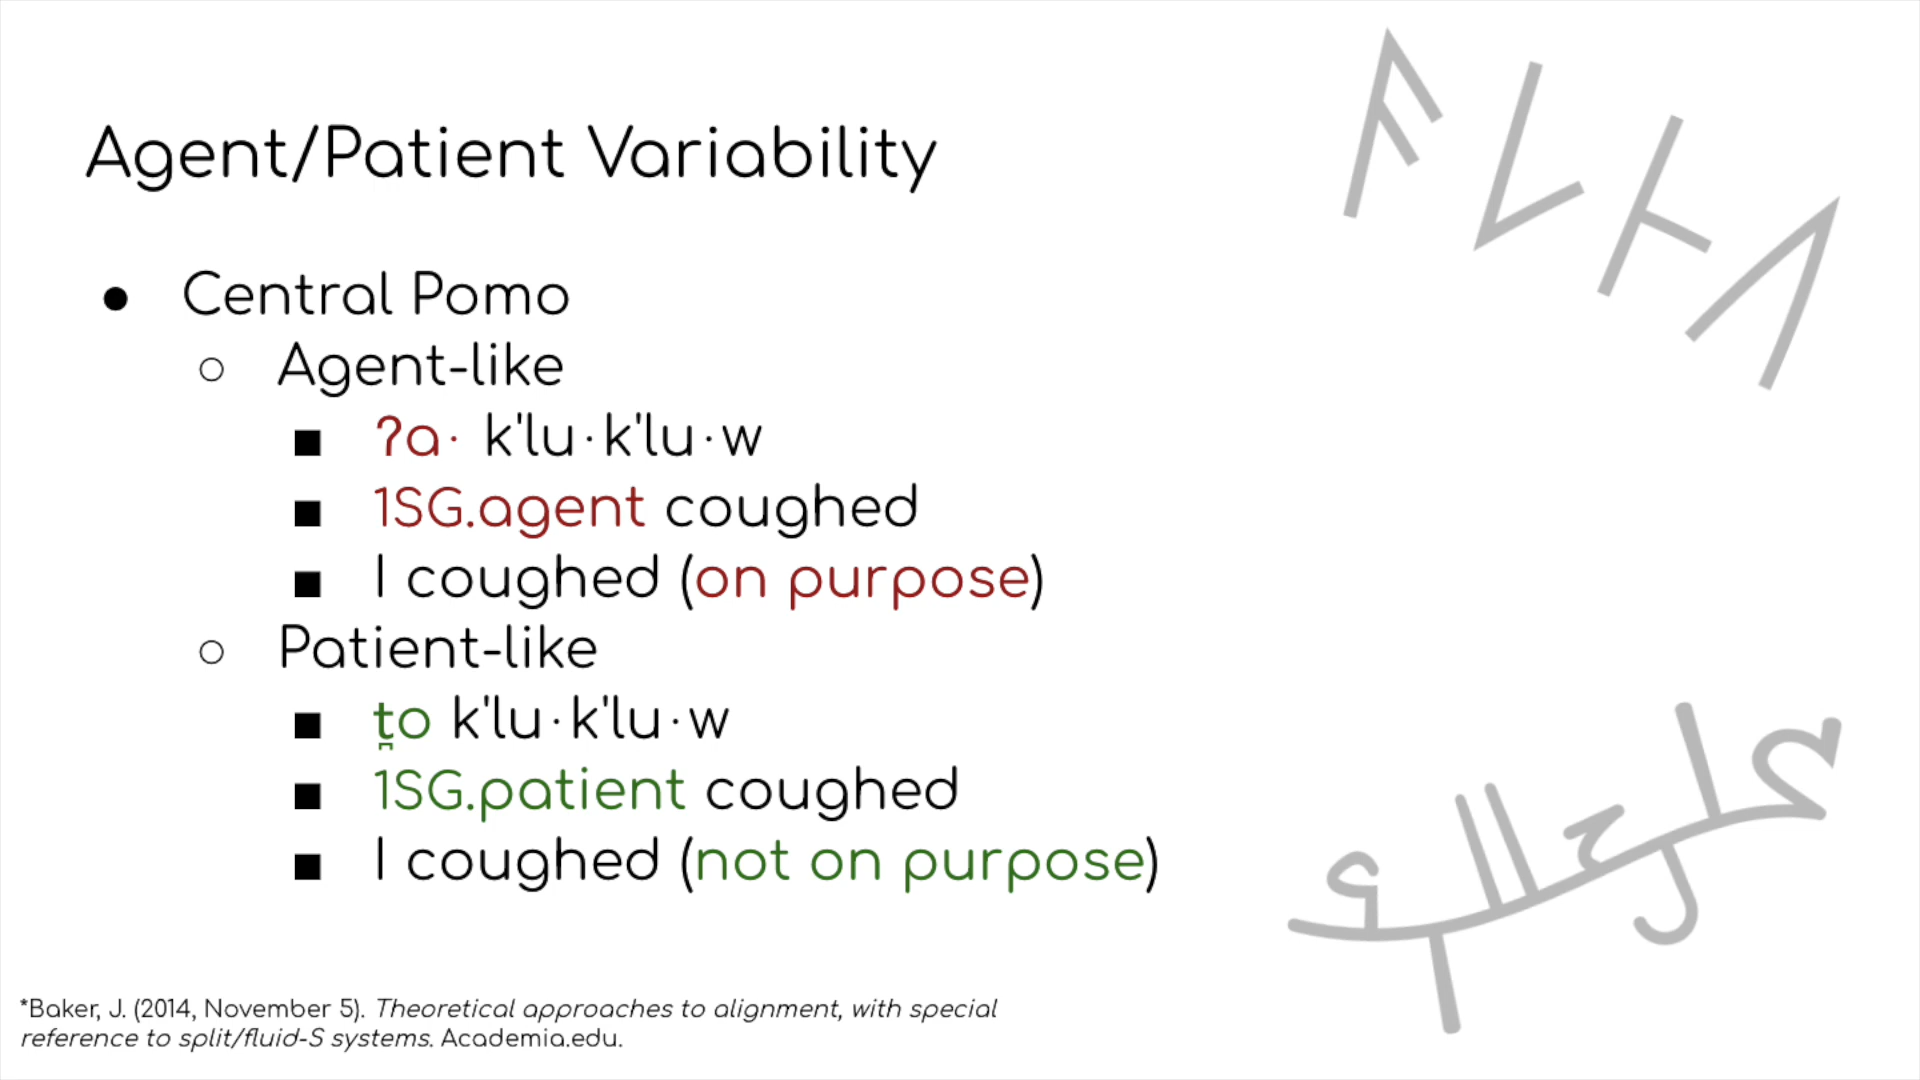 Agent/Patient Variability
● Central Pomo
○ Agent-like
■ ʔa· k'lu·k'lu·w
■ 1SG.agent coughed
■ I coughed (on purpose)
○ Patient-like
■ t̪o k'lu·k'lu·w
■ 1SG.patient coughed
■ I coughed (not on purpose)
*Baker, J. (2014, November 5). Theoretical approaches to alignment, with special
reference to split/fluid-S systems. Academia.edu.